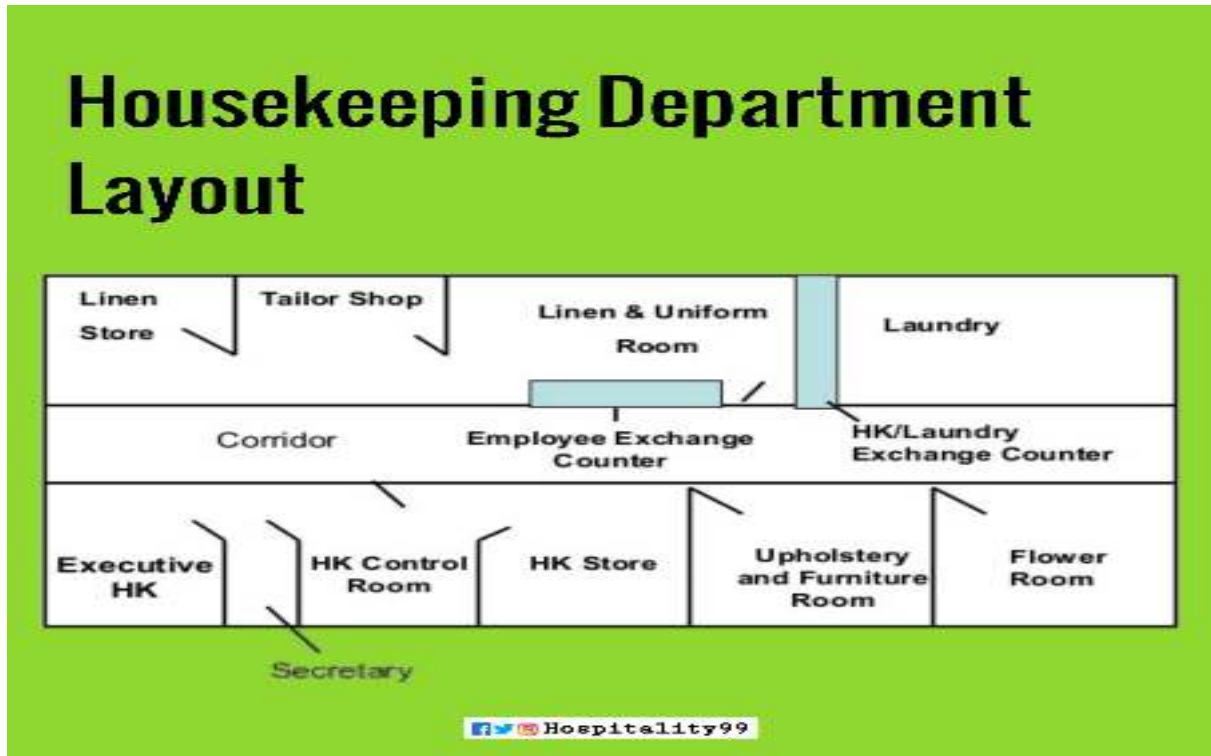 Housekeeping Department
Layout
Linen
Store
Tailor Shop
Linen & Uniform
Room
Laundry
Corridor
Employee Exchange
Counter
HK/Laundry
Exchange Counter
Executive
HK
HK Control
Room
HK Store
Upholstery
and Furniture
Room
Flower
Room
Secretary
Hospitality99